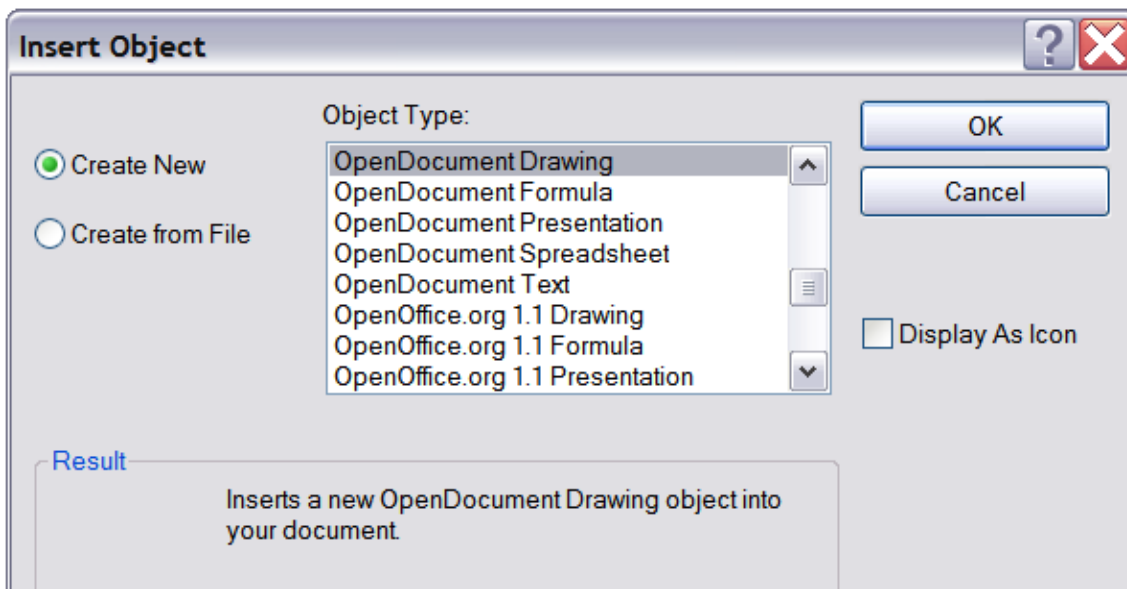 Insert Object
Object Type:
Create New
Create from File
OpenDocument Drawing
OpenDocument Formula
OpenDocument Presentation
OpenDocument Spreadsheet
OpenDocument Text
OpenOffice.org 1.1 Drawing
OpenOffice.org 1.1 Formula
OpenOffice.org 1.1 Presentation
OK
Cancel
Display As Icon
Result
Inserts a new OpenDocument Drawing object into
your document.